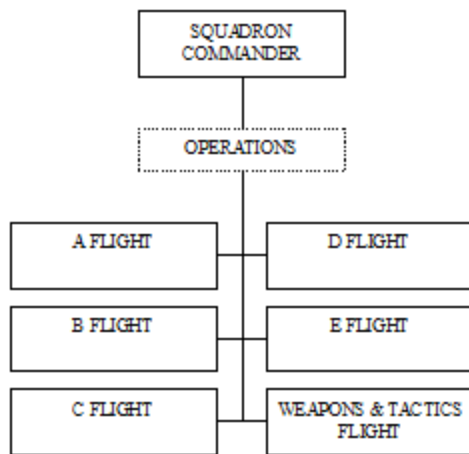 SQUADRON
COMMANDER
OPERATIONS
A FLIGHT
D FLIGHT
B FLIGHT
E FLIGHT
C FLIGHT
WEAPONS & TACTICS
FLIGHT